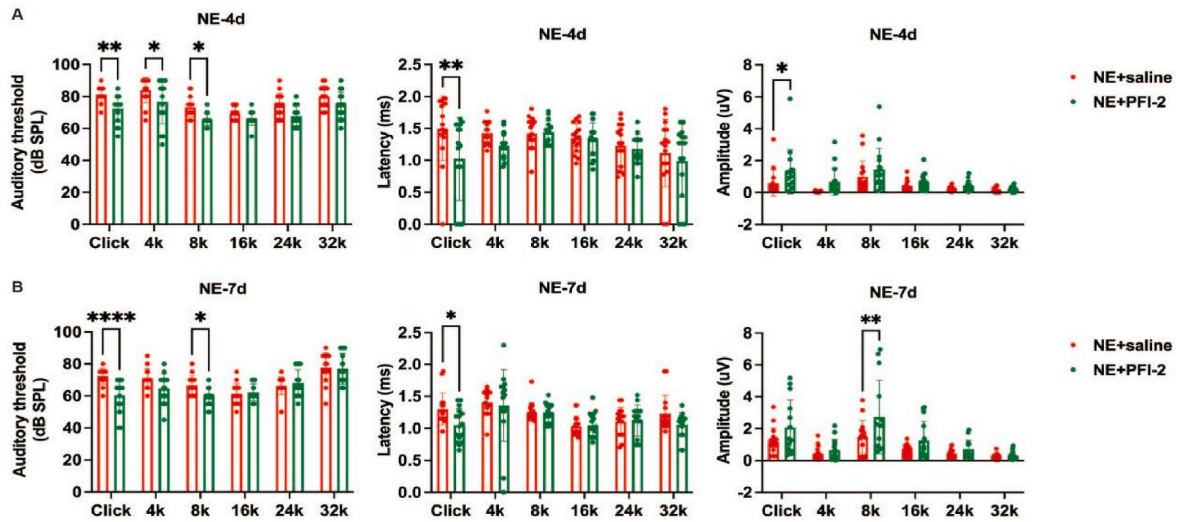 A
NE-4d
** * *
Auditory threshold
(dB SPL)
100
80
60
40
20
0
Click 4k 8k 16k 24k 32k
NE-4d
**
Latency (ms)
2.5
2.0
1.5
1.0
0.5
0.0
Click 4k 8k 16k 24k 32k
NE-4d
*
Amplitude (uV)
8
6
4
2
0
-2
Click 4k 8k 16k 24k 32k
NE+saline
NE+PFI-2
B
NE-7d
**** *
Auditory threshold
(dB SPL)
100
80
60
40
20
0
Click 4k 8k 16k 24k 32k
NE-7d
*
Latency (ms)
2.5
2.0
1.5
1.0
0.5
0.0
Click 4k 8k 16k 24k 32k
NE-7d
**
Amplitude (uV)
8
6
4
2
0
-2
Click 4k 8k 16k 24k 32k
NE+saline
NE+PFI-2